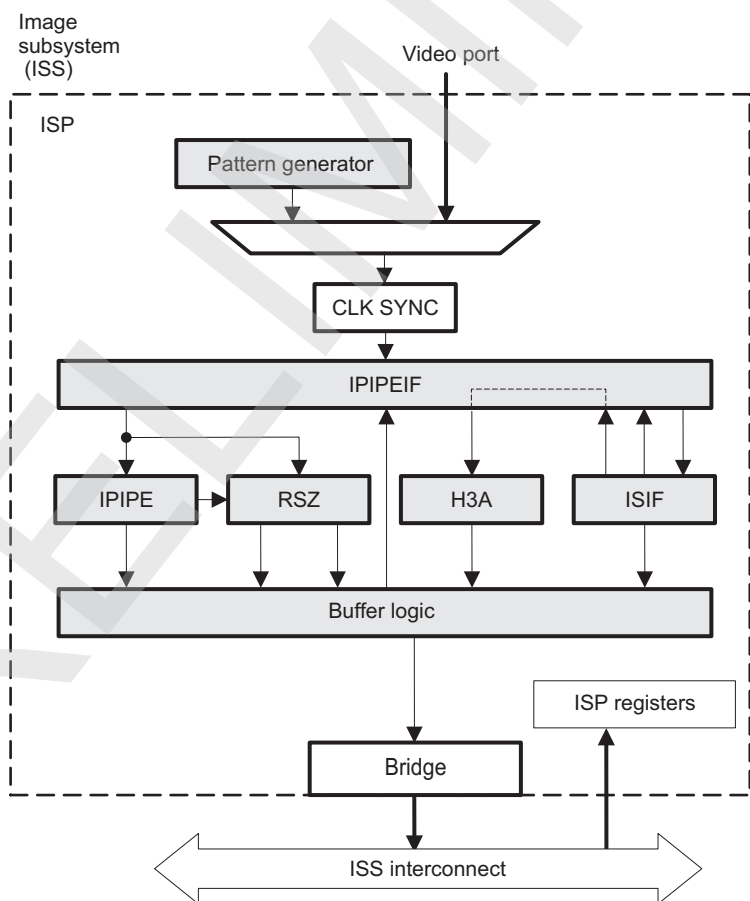 Image
subsystem
(ISS)
Video port
ISP
Pattern generator
CLK SYNC
IPIPEIF
IPIPE
RSZ
H3A
ISIF
Buffer logic
ISP registers
Bridge
ISS interconnect